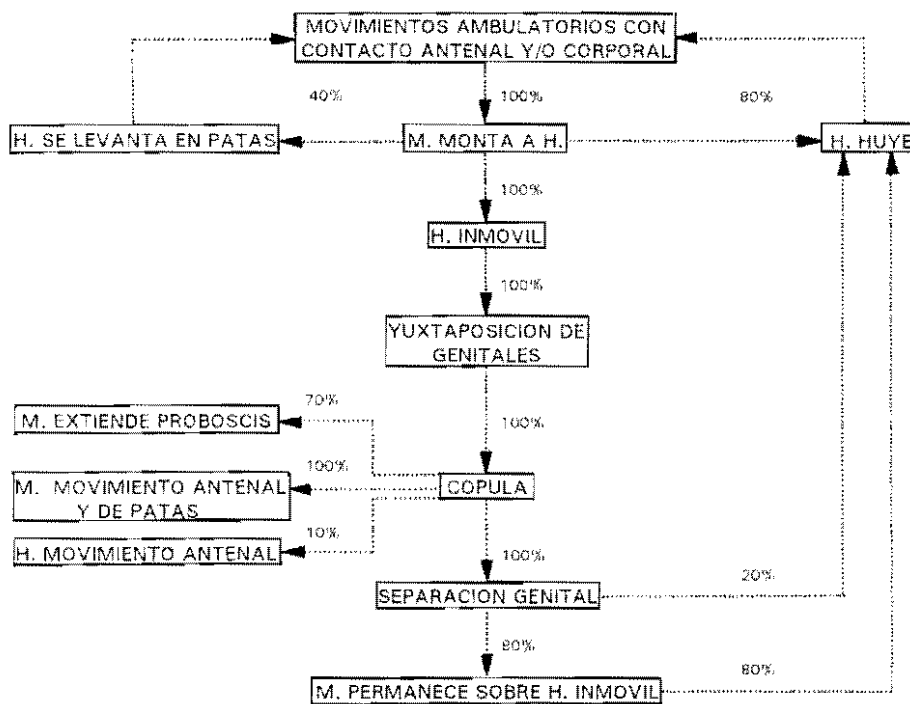 MOVIMIENTOS AMBULATORIOS CON
CONTACTO ANTENAL Y/O CORPORAL
40%
100%
80%
H. SE LEVANTA EN PATAS
M. MONTA A H.
H. HUYE
100%
H. INMOVIL
100%
YUXTAPOSICION DE
GENITALES
70%
M. EXTIENDE PROBOSCIS
100%
100%
M. MOVIMIENTO ANTENAL
Y DE PATAS
COPULA
10%
H. MOVIMIENTO ANTENAL
100%
20%
SEPARACION GENITAL
80%
M. PERMANECE SOBRE H. INMOVIL
80%